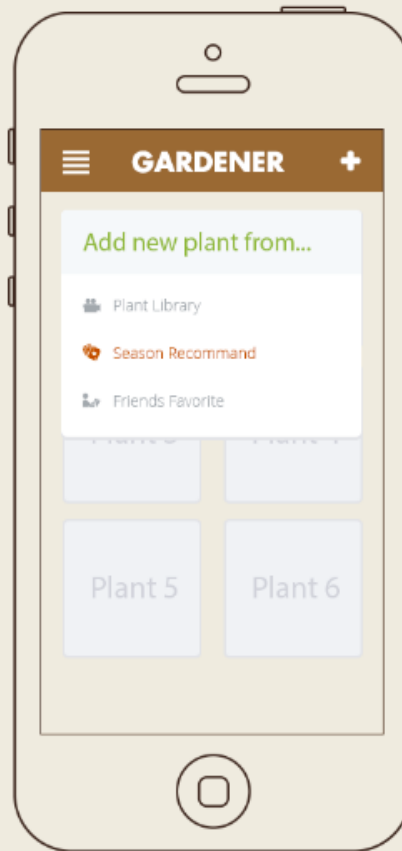 GARDENER
Add new plant from...
Plant Library
Season Recommand
Friends Favorite
Plant 5
Plant 6